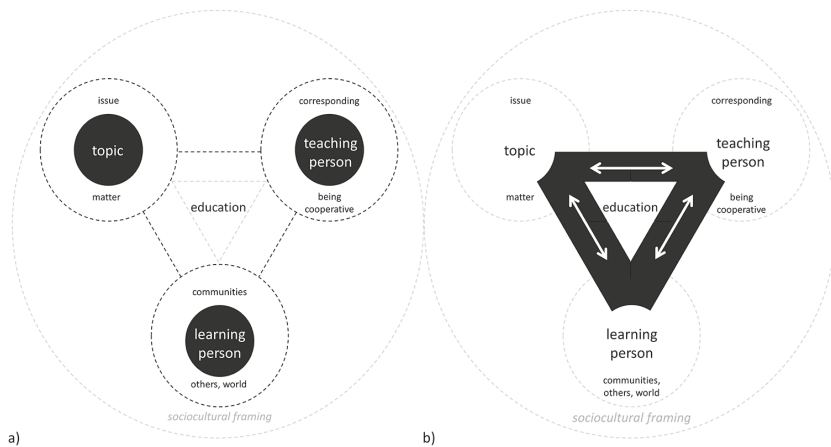 issue
topic
matter
corresponding
teaching
person
being
cooperative
education
communities
learning
person
others, world
sociocultural framing
a)
issue
topic
matter
corresponding
teaching
person
being
cooperative
education
learning
person
communities,
others, world
sociocultural framing
b)